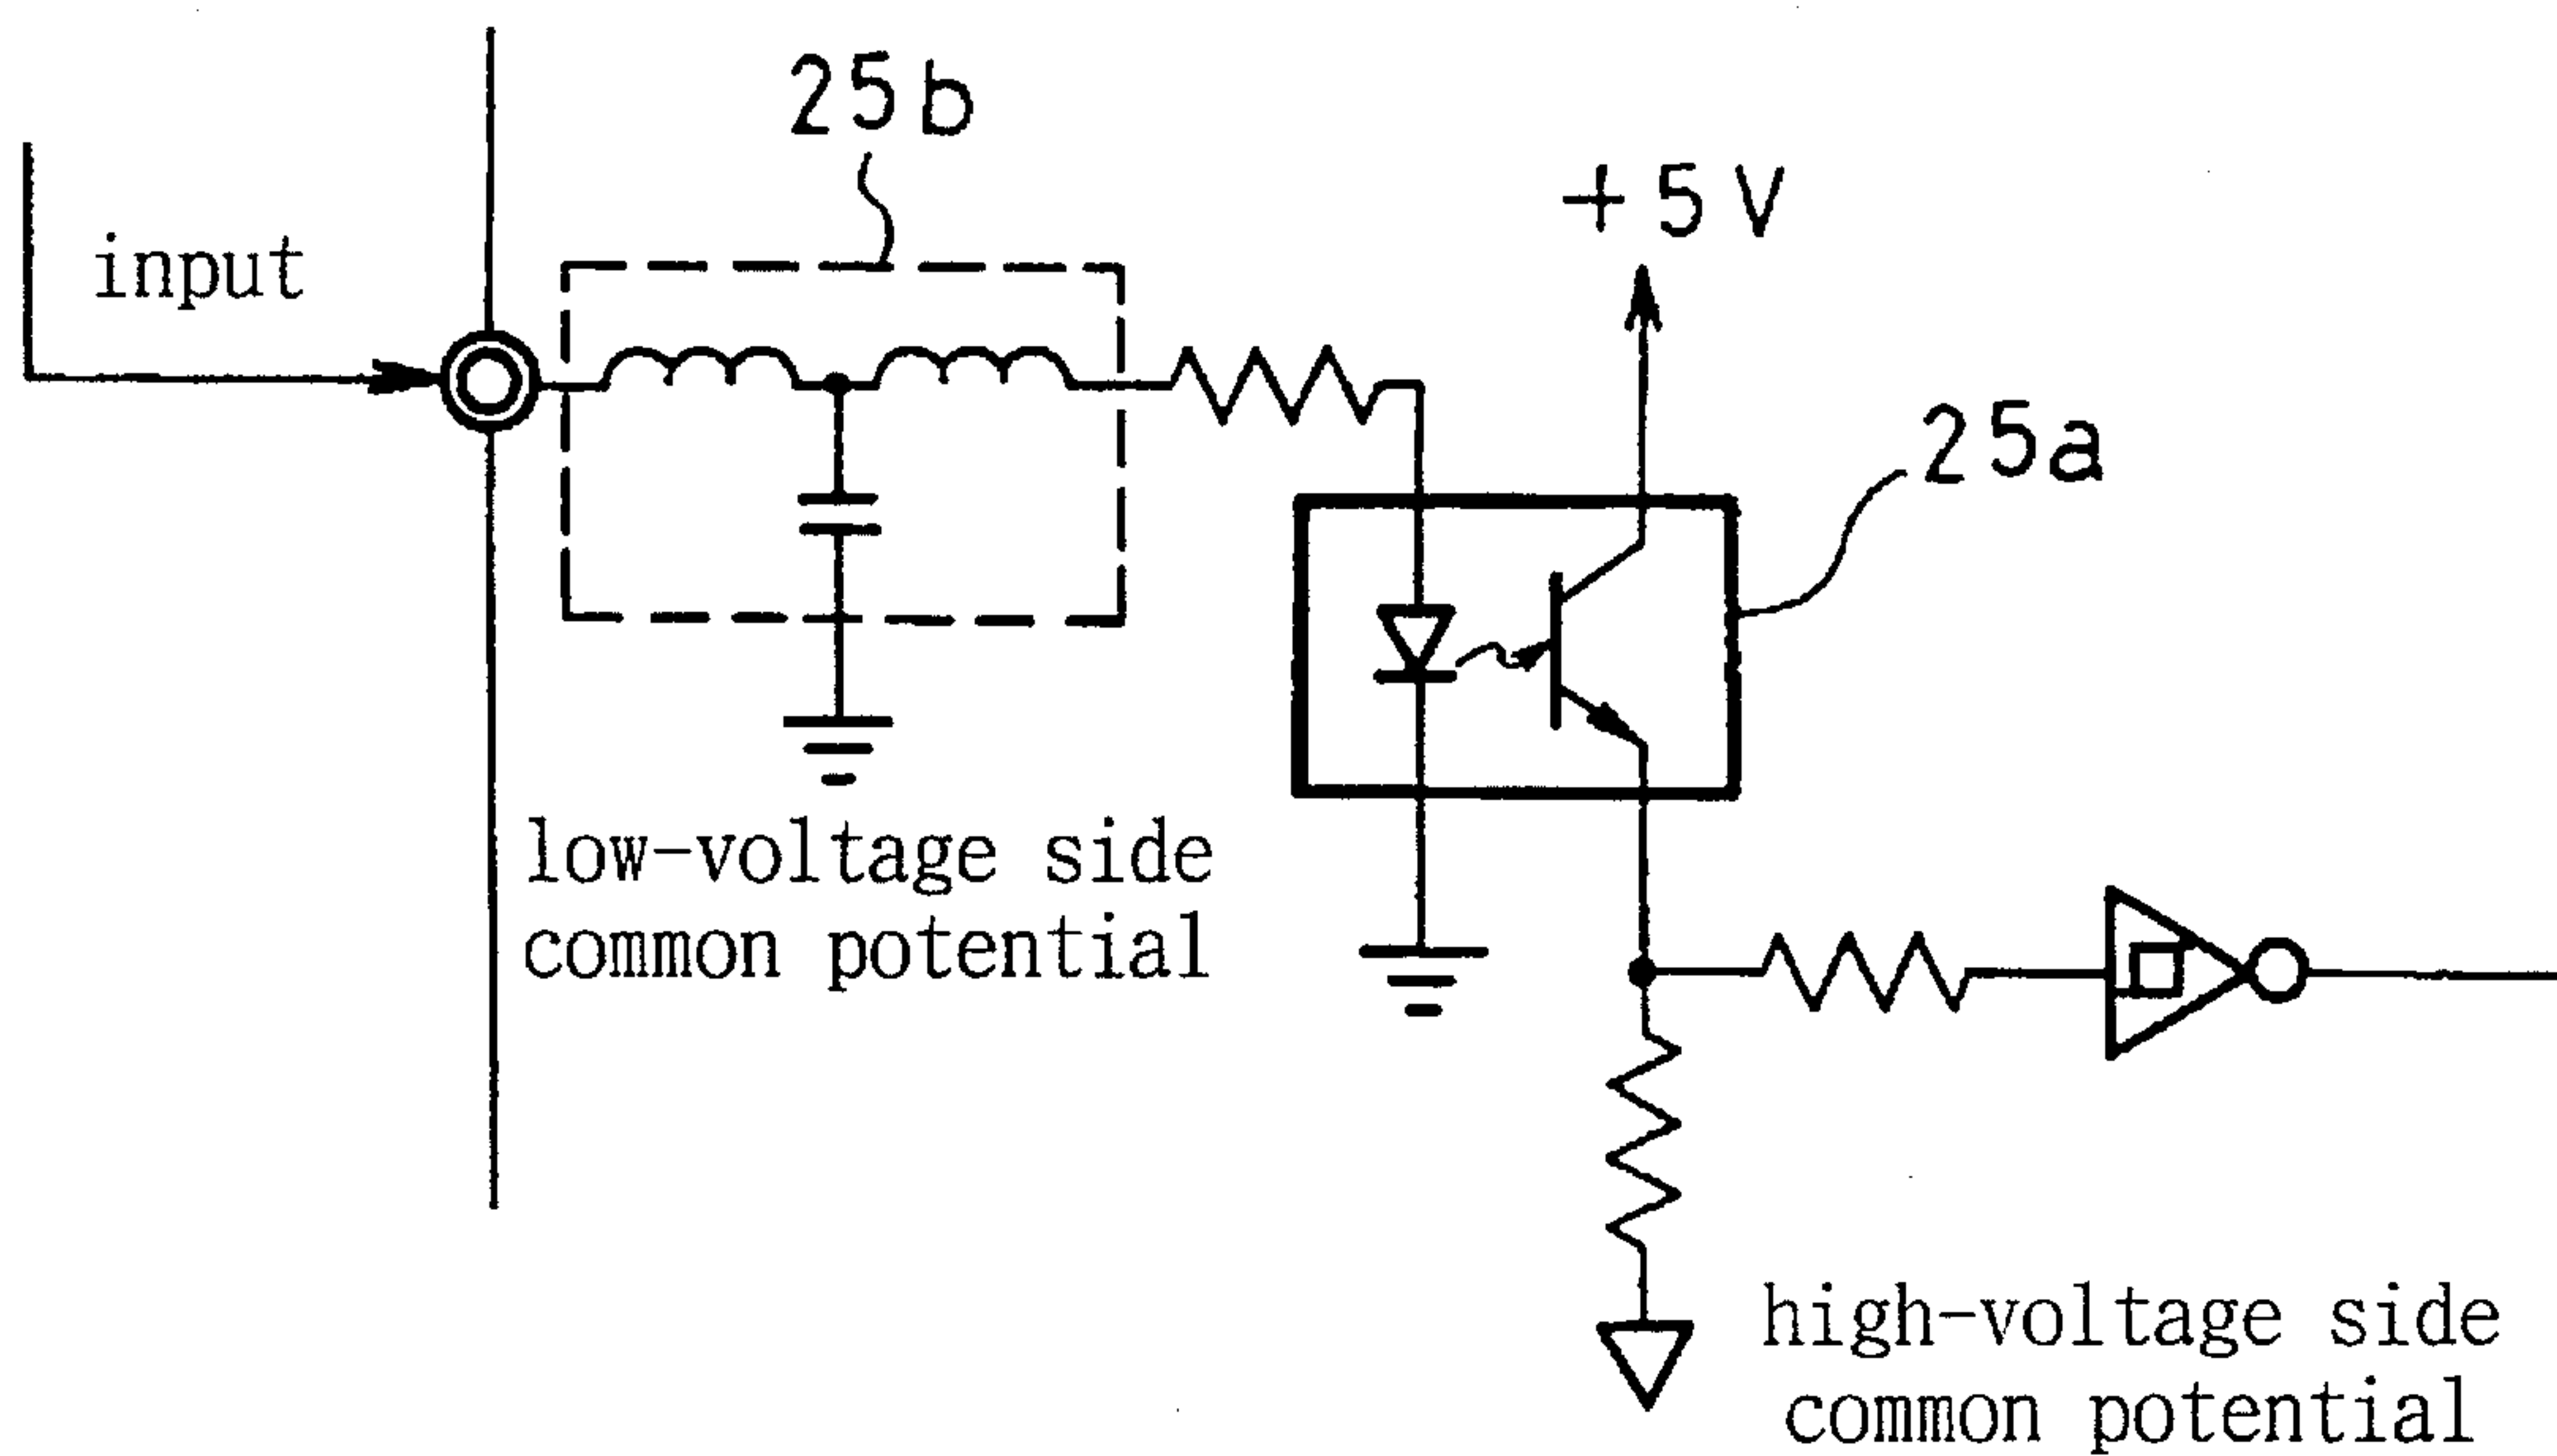 25b
+5V
input
25a
low-voltage side
common potential
high-voltage side
common potential